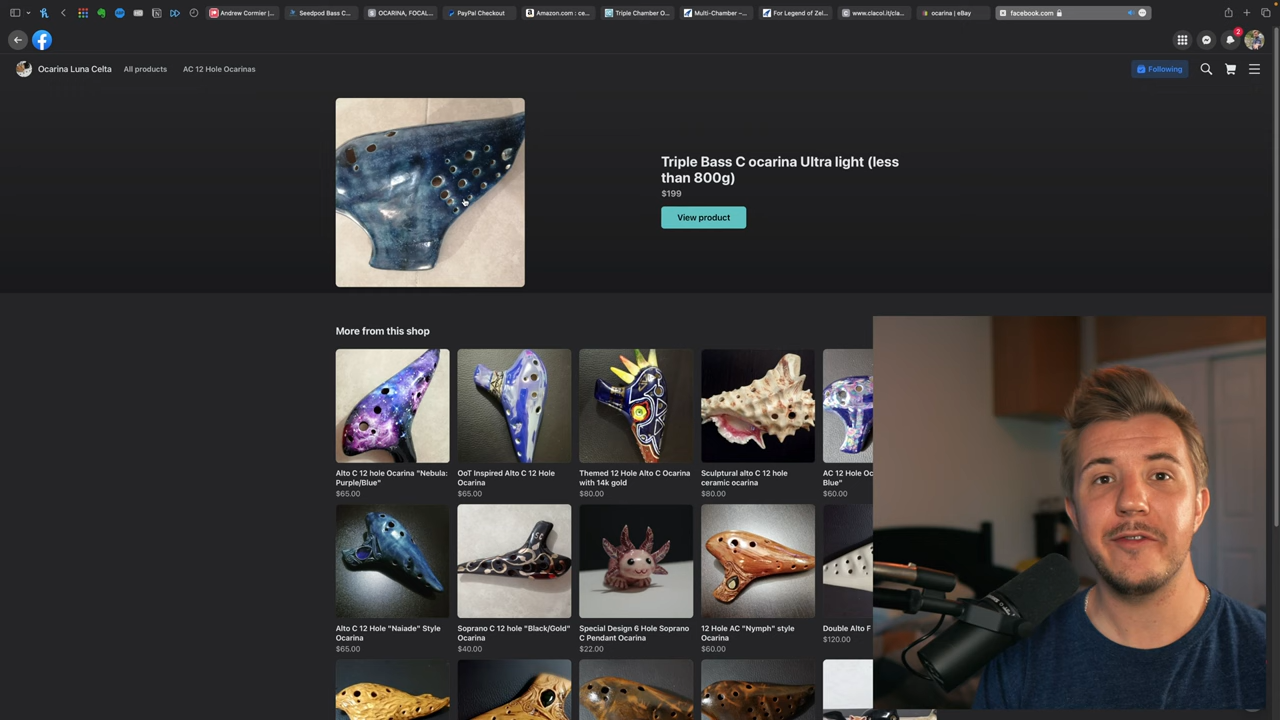 Andrew Cormier |...
Seedpod Bass C...
OCARINA, FOCAL...
PayPal Checkout
Amazon.com : ce...
Triple Chamber O...
Multi-Chamber –...
For Legend of Zel...
www.clacol.it/cla...
ocarina | eBay
facebook.com
2
Ocarina Luna Celta
All products
AC 12 Hole Ocarinas
Following
Triple Bass C ocarina Ultra light (less
than 800g)
$199
View product
More from this shop
Alto C 12 hole Ocarina "Nebula:
Purple/Blue"
$65.00
OoT Inspired Alto C 12 Hole
Ocarina
$65.00
Themed 12 Hole Alto C Ocarina
with 14k gold
$80.00
Sculptural alto C 12 hole
ceramic ocarina
$80.00
AC 12 Hole Oc
Blue"
$60.00
Alto C 12 Hole "Naiade" Style
Ocarina
$65.00
Soprano C 12 hole "Black/Gold"
Ocarina
$40.00
Special Design 6 Hole Soprano
C Pendant Ocarina
$22.00
12 Hole AC "Nymph" style
Ocarina
$60.00
Double Alto F
$120.00